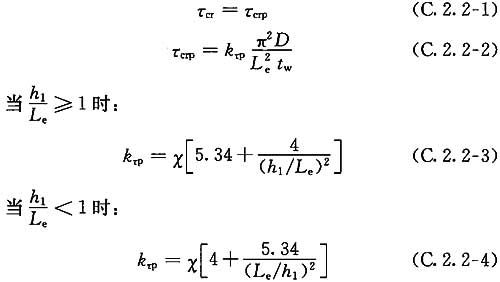 τcr = τcrp (C. 2. 2-1)
τcrp = kτp π²D / L²e tw (C. 2. 2-2)
当 h1/Le ≥ 1 时：
kτp = χ[5. 34 + 4/(h1/Le)²] (C. 2. 2-3)
当 h1/Le < 1 时：
kτp = χ[4 + 5. 34/(Le/h1)²] (C. 2. 2-4)